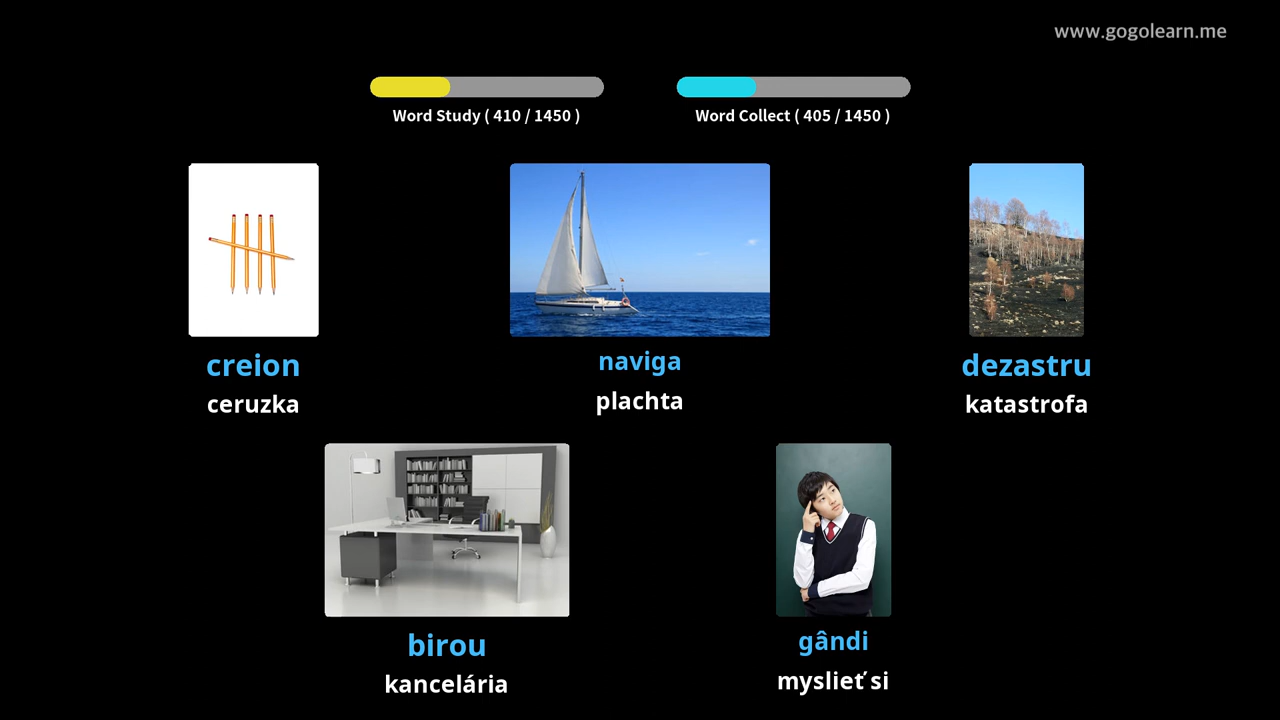 www.gogolearn.me
Word Study ( 410 / 1450 )
Word Collect ( 405 / 1450 )
creion
ceruzka
naviga
plachta
dezastru
katastrofa
birou
kancelária
gândi
myslieť si